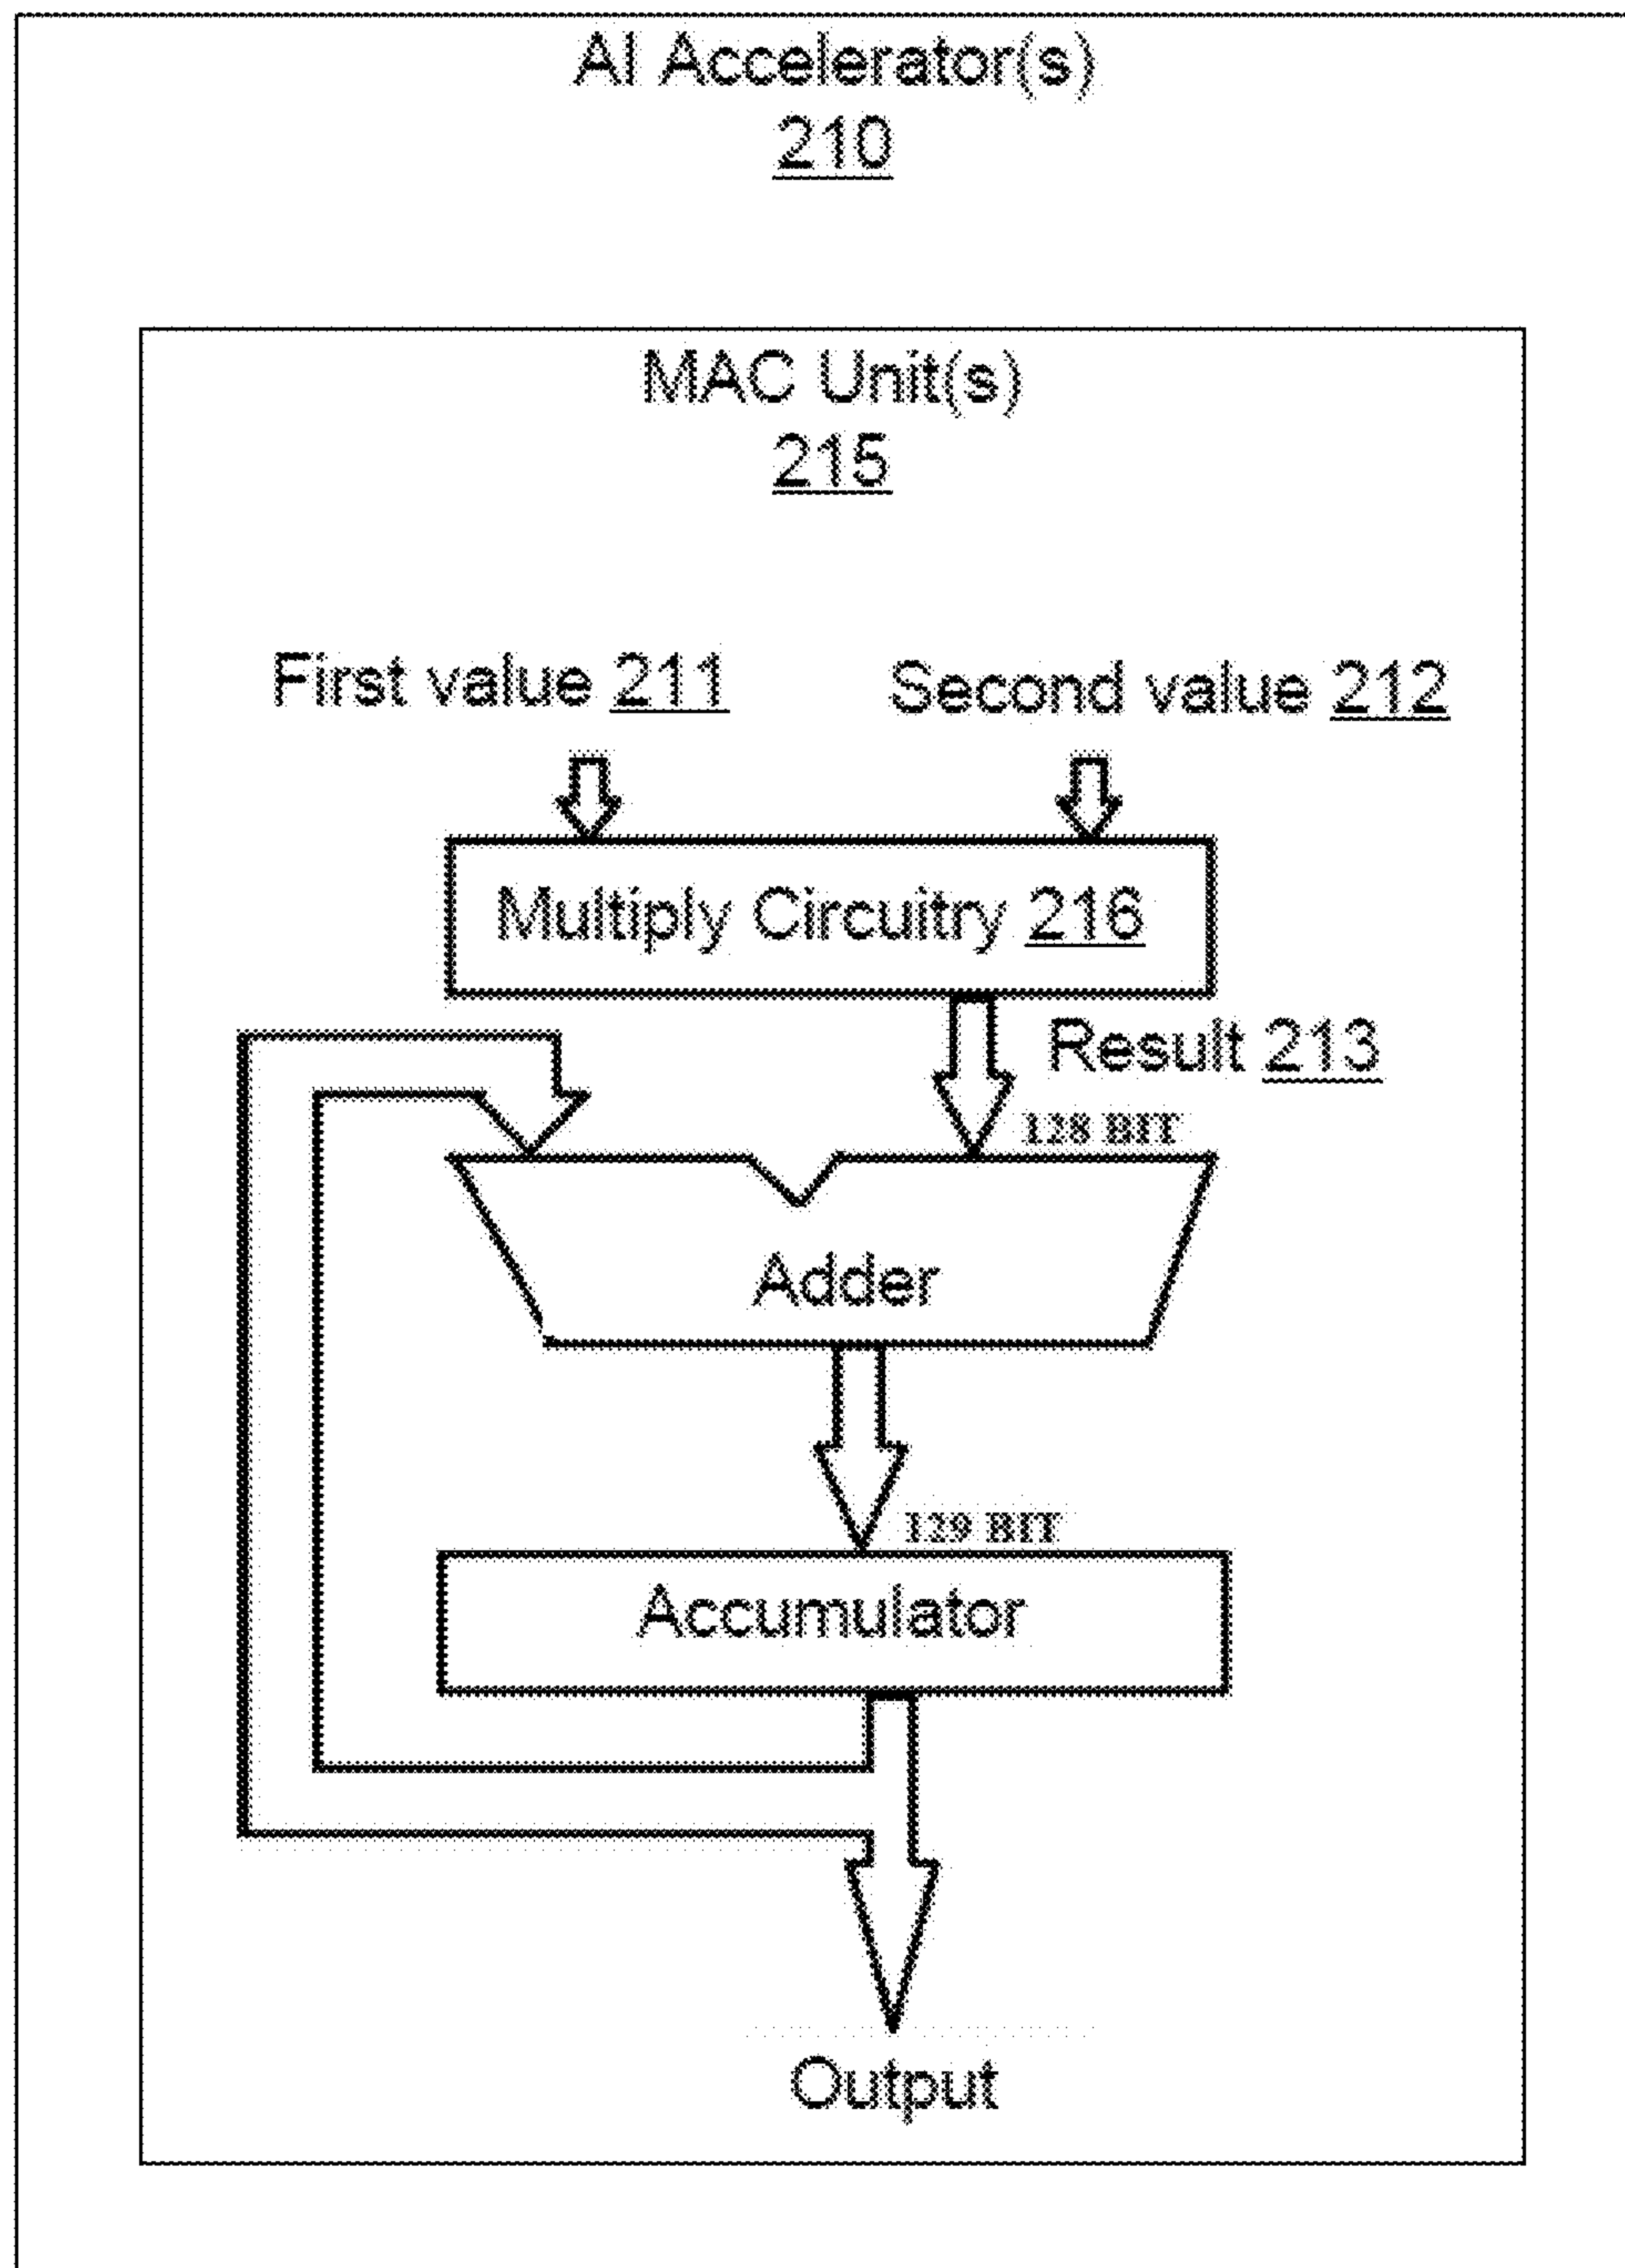 AI Accelerator(s)
210
MAC Unit(s)
215
First value 211
Second value 212
Multiply Circuitry 216
Result 213
128 BIT
Adder
129 BIT
Accumulator
Output